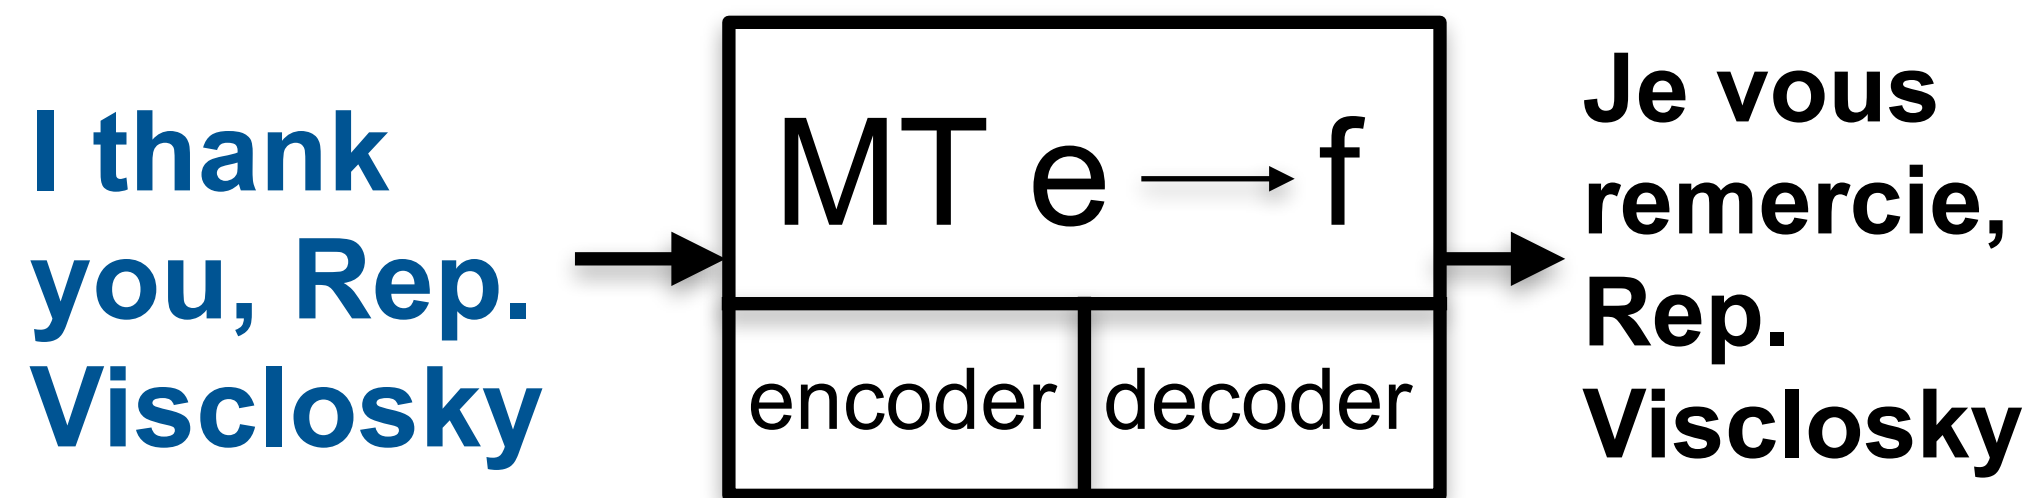 I thank
you, Rep.
Visclosky
MT e → f
encoder
decoder
Je vous
remercie,
Rep.
Visclosky